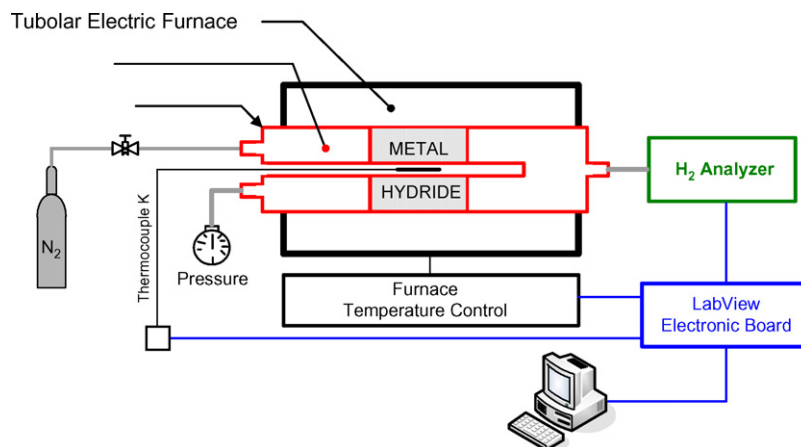 Tubolar Electric Furnace
METAL
HYDRIDE
H2 Analyzer
N2
Thermocouple K
Pressure
Furnace
Temperature Control
LabView
Electronic Board